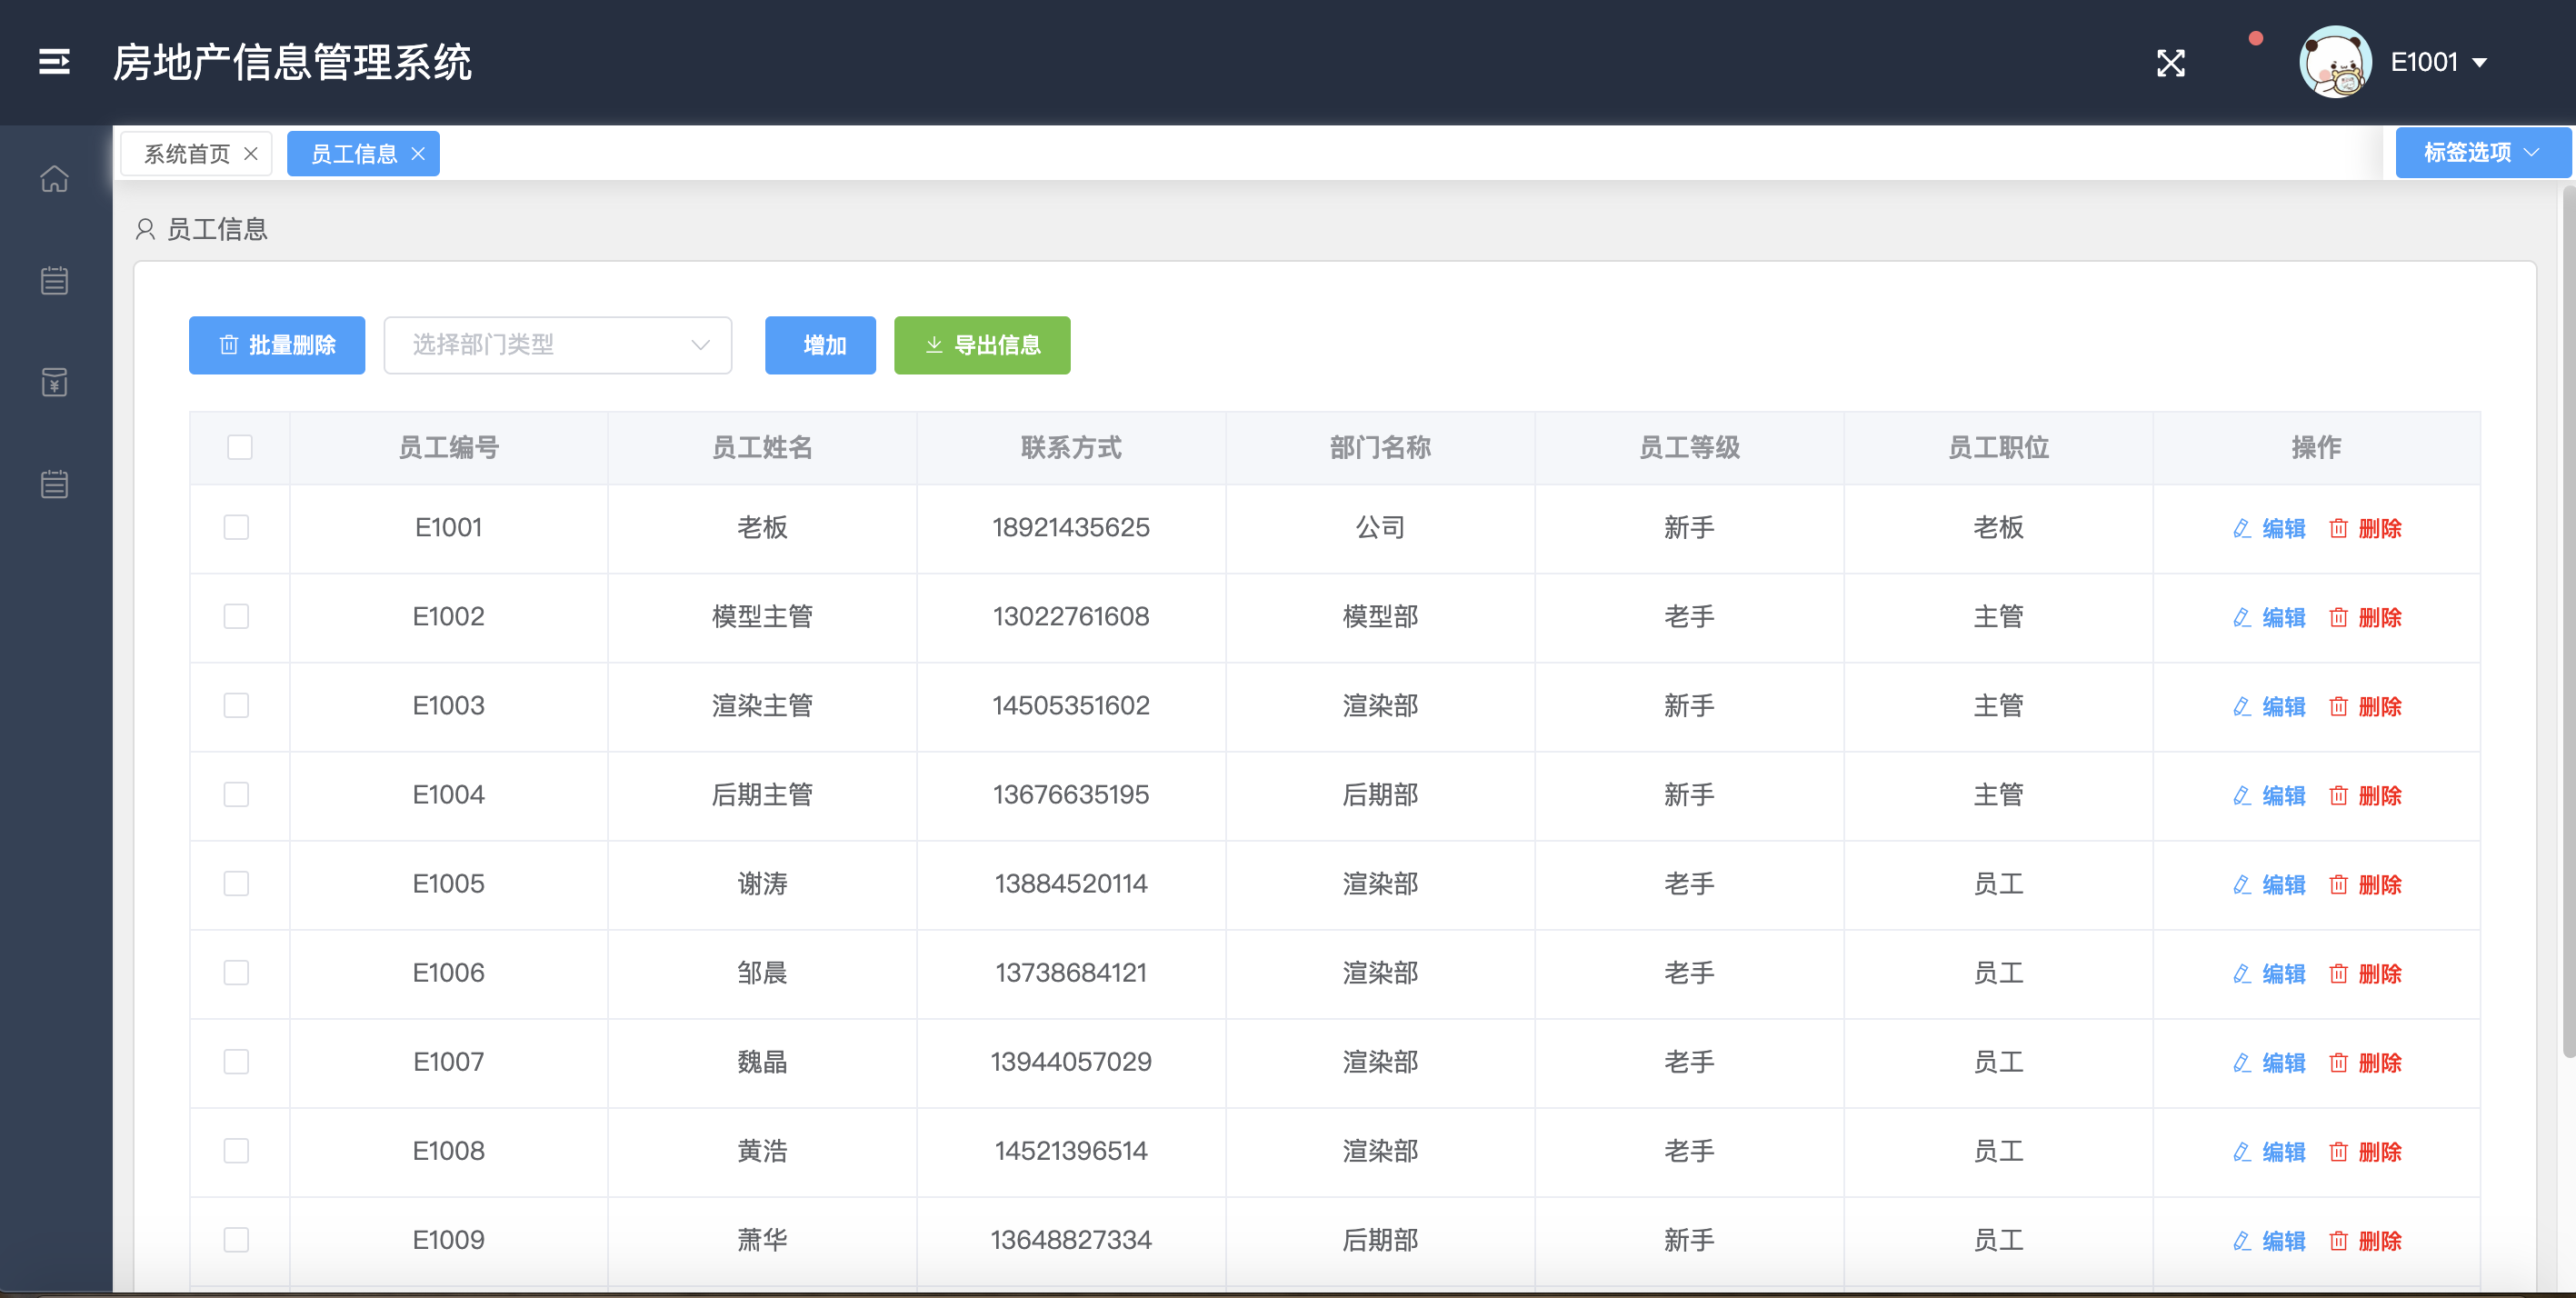 房地产信息管理系统
E1001
系统首页
员工信息
标签选项
员工信息
批量删除 选择部门类型 增加 导出信息
员工编号 员工姓名 联系方式 部门名称 员工等级 员工职位 操作
E1001 老板 18921435625 公司 新手 老板 编辑 删除
E1002 模型主管 13022761608 模型部 老手 主管 编辑 删除
E1003 渲染主管 14505351602 渲染部 新手 主管 编辑 删除
E1004 后期主管 13676635195 后期部 新手 主管 编辑 删除
E1005 谢涛 13884520114 渲染部 老手 员工 编辑 删除
E1006 邹晨 13738684121 渲染部 老手 员工 编辑 删除
E1007 魏晶 13944057029 渲染部 老手 员工 编辑 删除
E1008 黄浩 14521396514 渲染部 老手 员工 编辑 删除
E1009 萧华 13648827334 后期部 新手 员工 编辑 删除